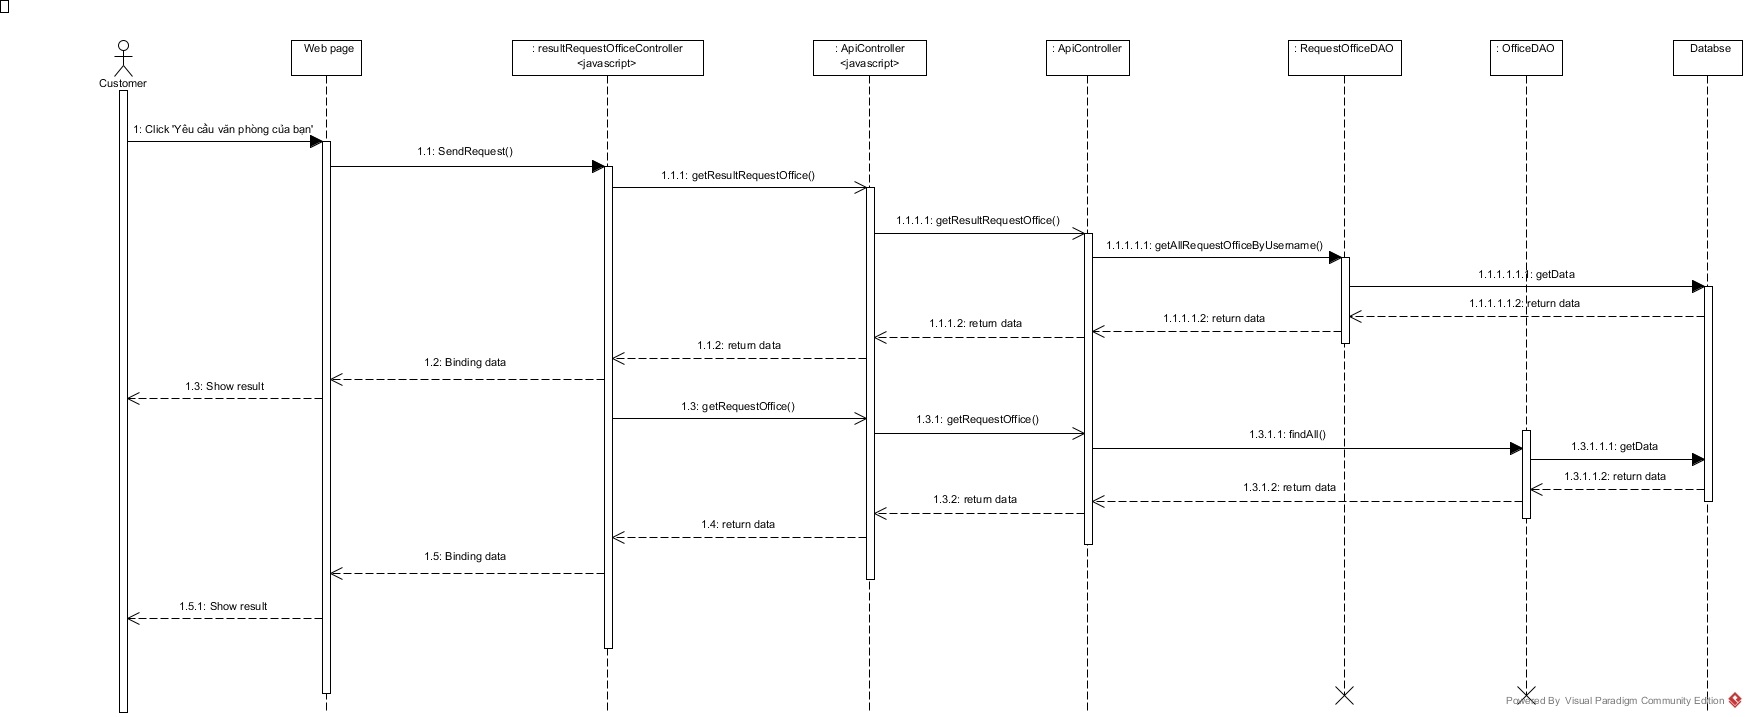 Customer
Web page
: resultRequestOfficeController
<javascript>
: ApiController
<javascript>
: ApiController
: RequestOfficeDAO
: OfficeDAO
Databse
1: Click 'Yêu cầu văn phòng của bạn'
1.1: SendRequest()
1.1.1: getResultRequestOffice()
1.1.1.1: getResultRequestOffice()
1.1.1.1.1: getAllRequestOfficeByUsername()
1.1.1.1.1.1: getData
1.1.1.1.1.2: return data
1.1.1.1.2: return data
1.1.1.2: return data
1.1.2: return data
1.2: Binding data
1.3: Show result
1.3: getRequestOffice()
1.3.1: getRequestOffice()
1.3.1.1: findAll()
1.3.1.1.1: getData
1.3.1.1.2: return data
1.3.1.2: return data
1.3.2: return data
1.4: return data
1.5: Binding data
1.5.1: Show result
Powered By Visual Paradigm Community Edition